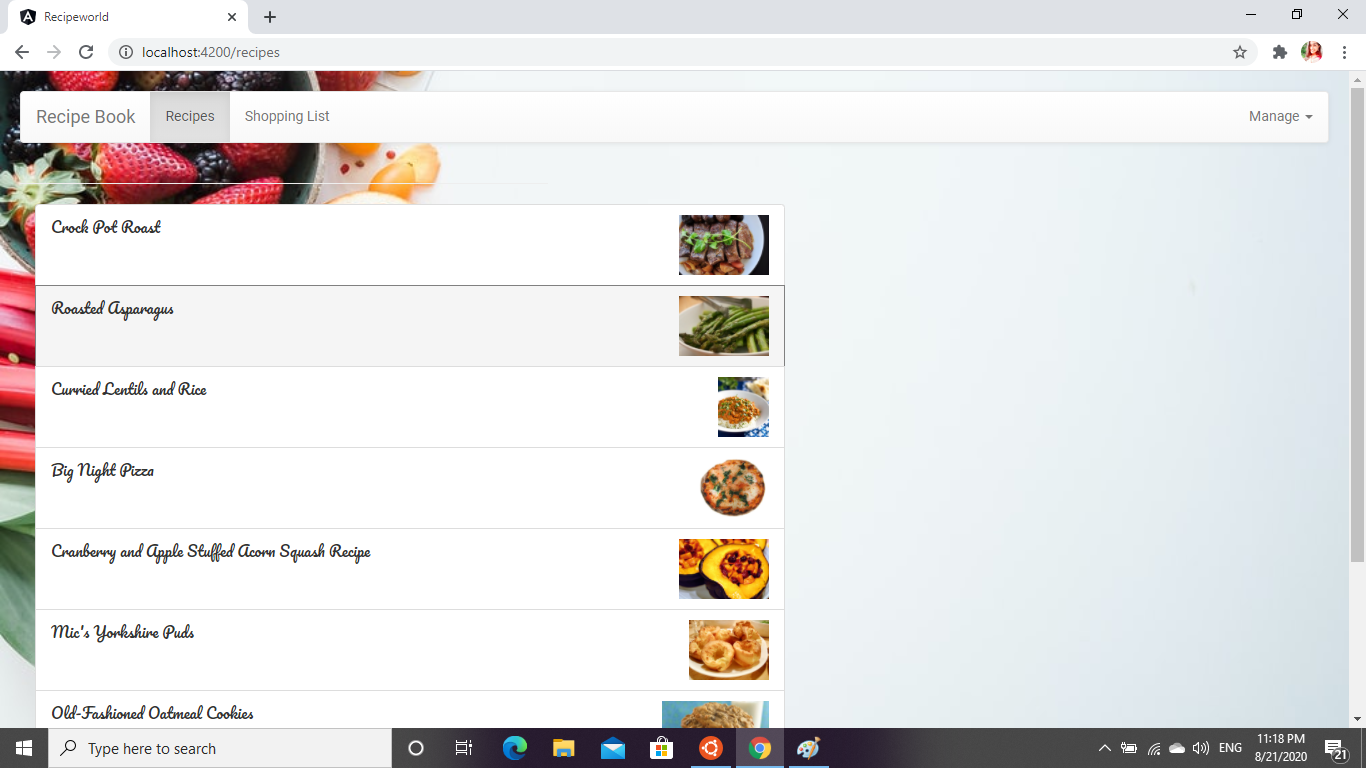 Recipeworld
localhost:4200/recipes
Recipe Book Recipes Shopping List Manage
Crock Pot Roast
Roasted Asparagus
Curried Lentils and Rice
Big Night Pizza
Cranberry and Apple Stuffed Acorn Squash Recipe
Mic's Yorkshire Puds
Old-Fashioned Oatmeal Cookies
Type here to search
ENG
11:18 PM
8/21/2020
21